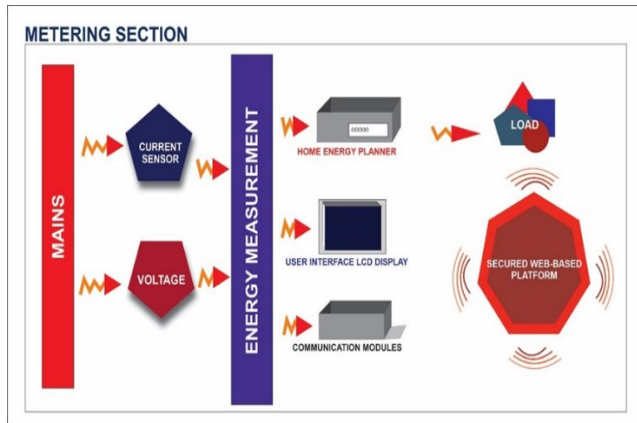 METERING SECTION
MAINS
CURRENT
SENSOR
VOLTAGE
ENERGY MEASUREMENT
00000
HOME ENERGY PLANNER
USER INTERFACE LCD DISPLAY
COMMUNICATION MODULES
LOAD
SECURED WEB-BASED
PLATFORM